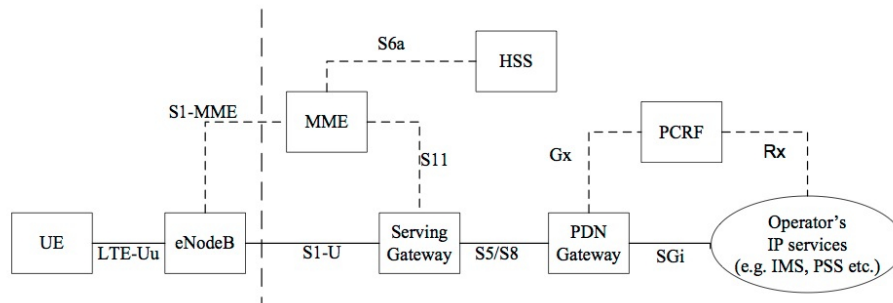 S6a
HSS
S1-MME
MME
PCRF
S11
Gx
Rx
UE
LTE-Uu
eNodeB
S1-U
Serving
Gateway
S5/S8
PDN
Gateway
SGi
Operator’s
IP services
(e.g. IMS, PSS etc.)